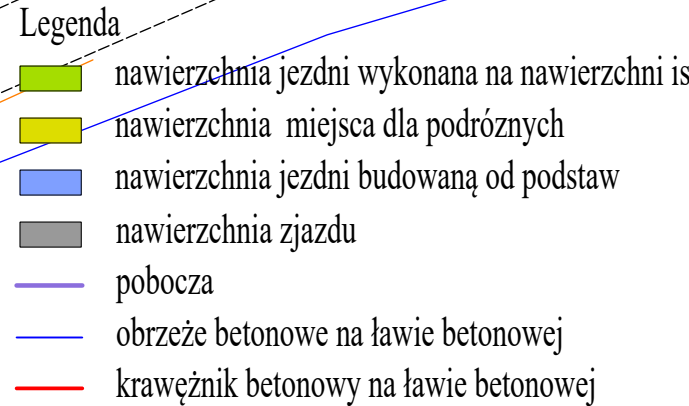 Legenda
nawierzchnia jezdni wykonana na nawierzchni is
nawierzchnia miejsca dla podróznych
nawierzchnia jezdni budowaną od podstaw
nawierzchnia zjazdu
pobocza
obrzeże betonowe na ławie betonowej
krawężnik betonowy na ławie betonowej